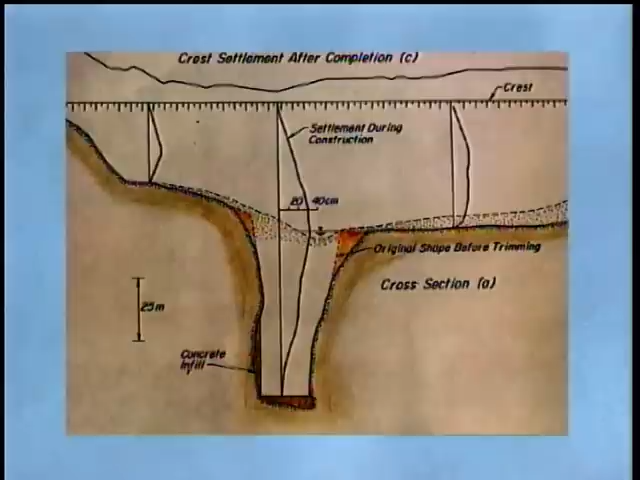 Crest Settlement After Completion (c)
Crest
Settlement During
Construction
20 40cm
Original Shape Before Trimming
Cross Section (a)
25m
Concrete
Infill